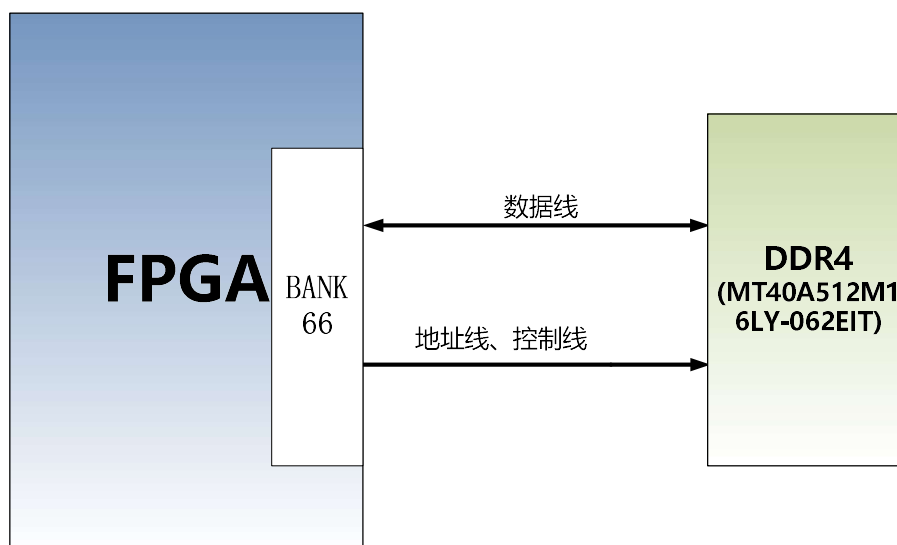 FPGA
BANK
66
数据线
地址线、控制线
DDR4
(MT40A512M1
6LY-062EIT)